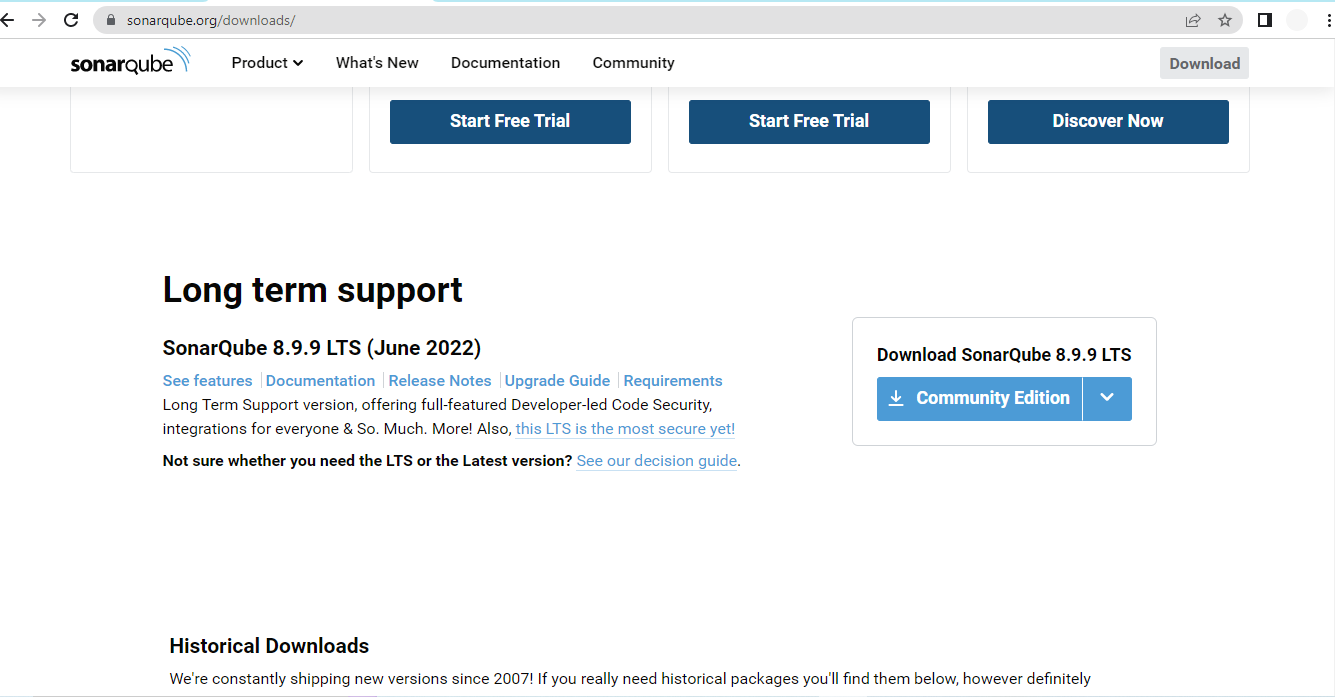 sonarqube.org/downloads/
sonarqube Product What's New Documentation Community Download
Start Free Trial Start Free Trial Discover Now
Long term support
SonarQube 8.9.9 LTS (June 2022)
See features Documentation Release Notes Upgrade Guide Requirements
Long Term Support version, offering full-featured Developer-led Code Security,
integrations for everyone & So. Much. More! Also, this LTS is the most secure yet!
Not sure whether you need the LTS or the Latest version? See our decision guide.
Download SonarQube 8.9.9 LTS
Community Edition
Historical Downloads
We're constantly shipping new versions since 2007! If you really need historical packages you'll find them below, however definitely